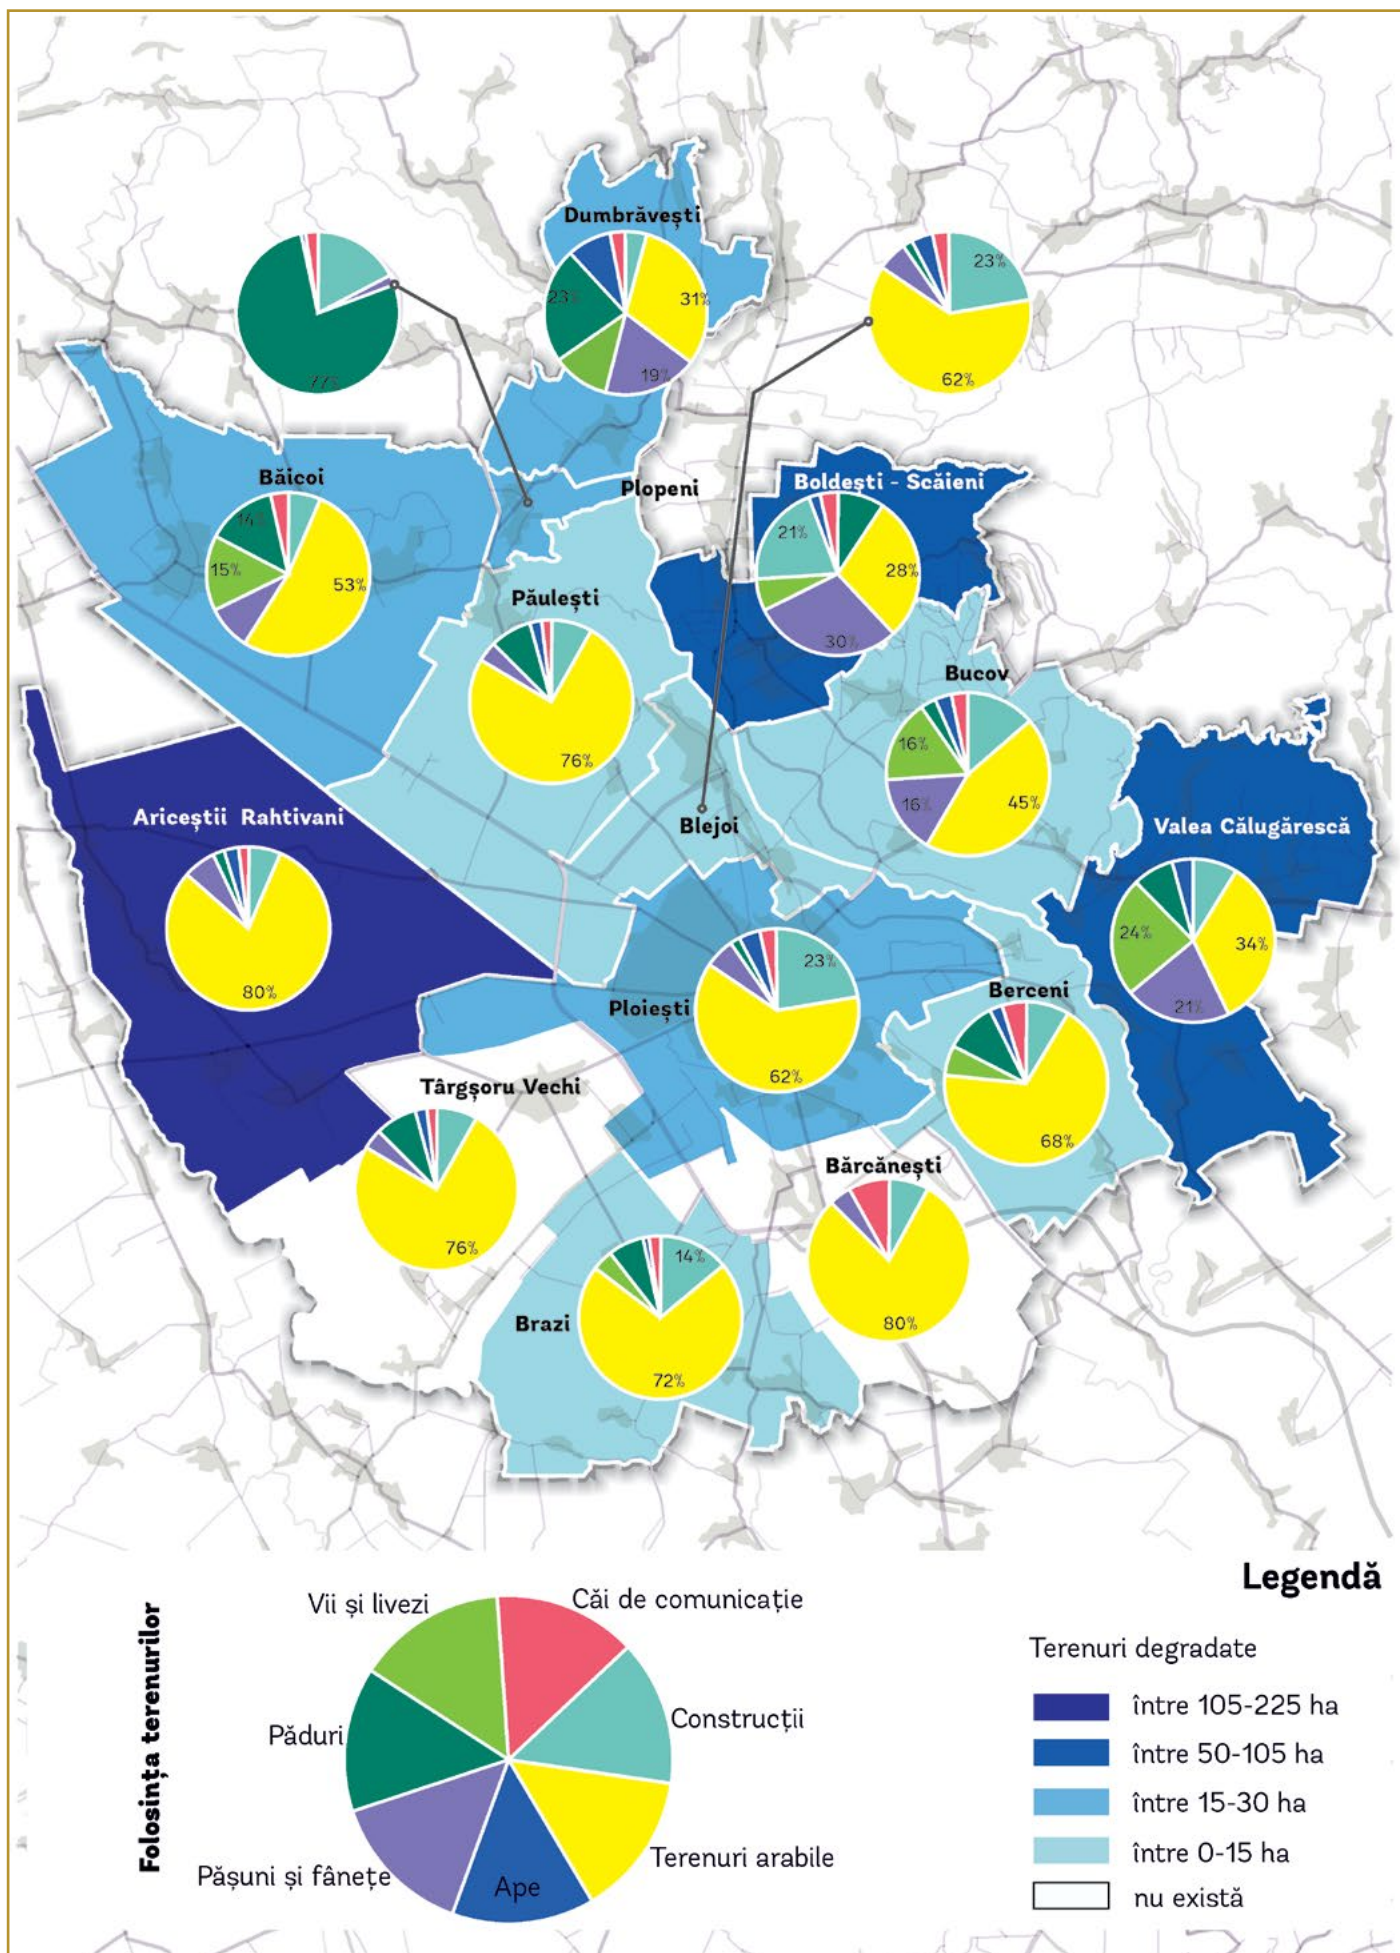 Dumbrăvești
23%
31%
19%
77%
23%
62%
Băicoi
14%
15%
53%
Plopeni
Boldești - Scăieni
21%
28%
30%
Păulești
76%
Bucov
16%
16%
45%
Ariceștii Rahtivani
80%
Blejoi
Valea Călugărescă
24%
34%
21%
Ploiești
23%
62%
Berceni
68%
Târgșoru Vechi
76%
Bărcănești
80%
Brazi
14%
72%
Legendă
Folosința terenurilor
Vii și livezi
Căi de comunicație
Păduri
Construcții
Pășuni și fânețe
Ape
Terenuri arabile
Terenuri degradate
între 105-225 ha
între 50-105 ha
între 15-30 ha
între 0-15 ha
nu există